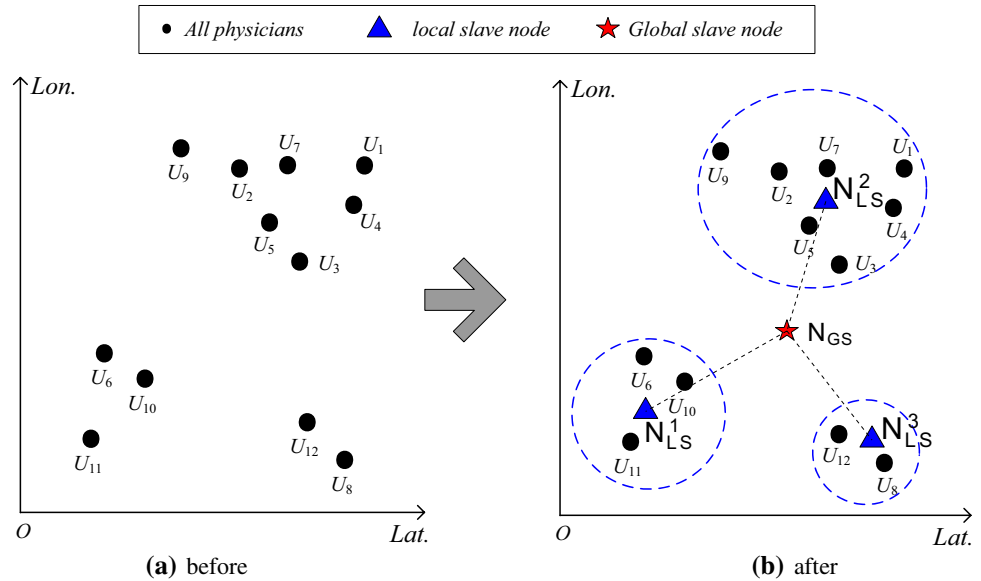 All physicians local slave node Global slave node
Lon.
U9
U2
U7
U1
U4
U5
U3
U6
U10
U11
U12
U8
O
Lat.
(a) before
Lon.
U9
U2
U7
U1
N²LS
U4
U5
U3
NGS
U6
U10
N¹LS
U11
N³LS
U12
U8
O
Lat.
(b) after